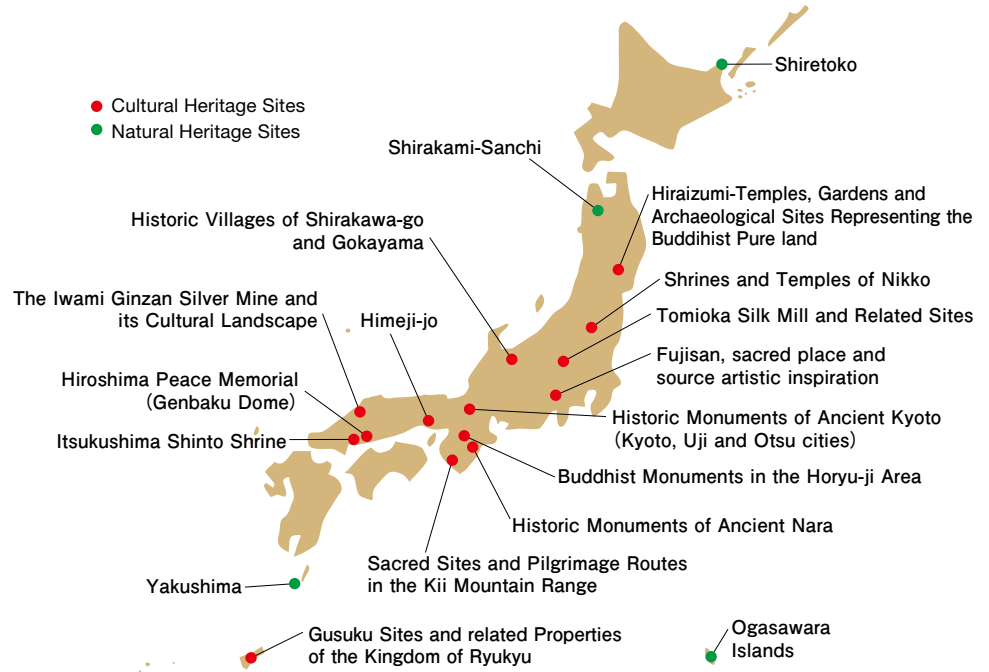 Cultural Heritage Sites
Natural Heritage Sites
Shiretoko
Shirakami-Sanchi
Hiraizumi-Temples, Gardens and
Archaeological Sites Representing the
Buddihist Pure land
Historic Villages of Shirakawa-go
and Gokayama
Shrines and Temples of Nikko
The Iwami Ginzan Silver Mine and
its Cultural Landscape
Himeji-jo
Tomioka Silk Mill and Related Sites
Fujisan, sacred place and
source artistic inspiration
Hiroshima Peace Memorial
(Genbaku Dome)
Historic Monuments of Ancient Kyoto
(Kyoto, Uji and Otsu cities)
Itsukushima Shinto Shrine
Buddhist Monuments in the Horyu-ji Area
Historic Monuments of Ancient Nara
Sacred Sites and Pilgrimage Routes
in the Kii Mountain Range
Yakushima
Gusuku Sites and related Properties
of the Kingdom of Ryukyu
Ogasawara
Islands